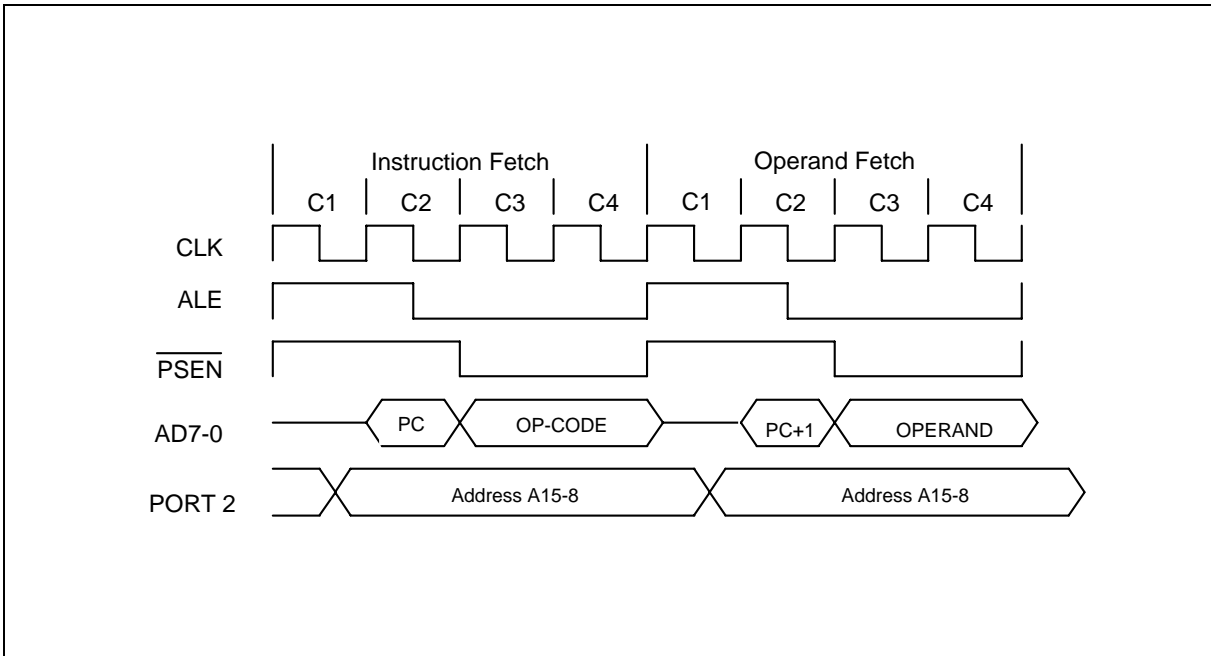 Instruction Fetch Operand Fetch
C1 C2 C3 C4 C1 C2 C3 C4
CLK
ALE
PSEN
AD7-0 PC OP-CODE PC+1 OPERAND
PORT 2 Address A15-8 Address A15-8